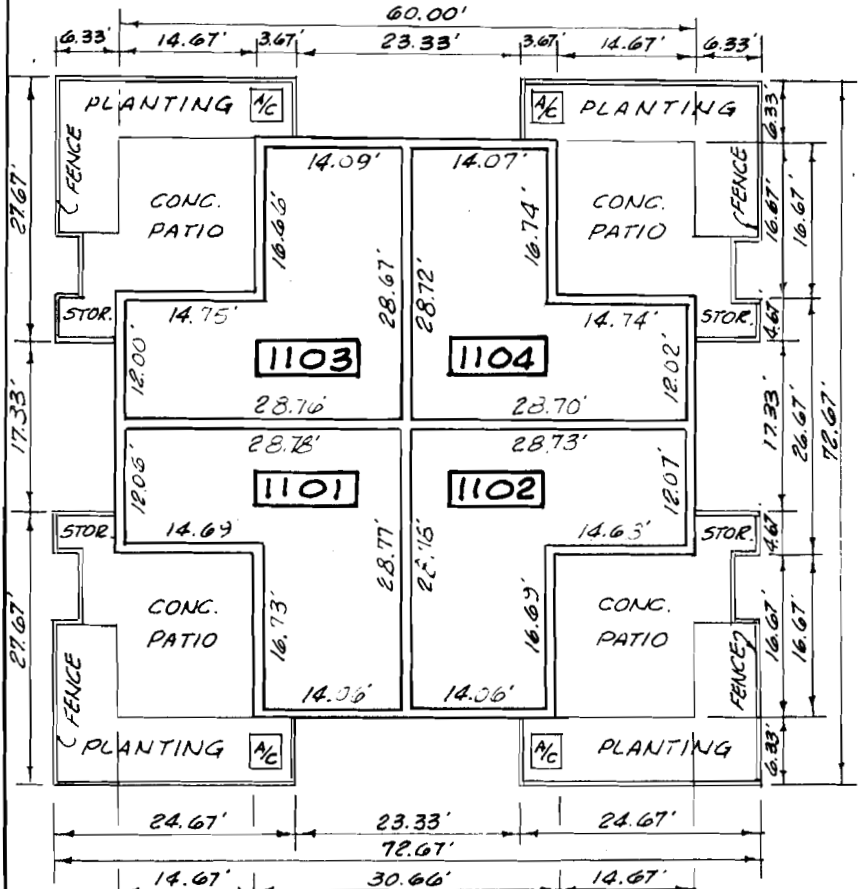 60.00'
6.33' 14.67' 3.67' 23.33' 3.67' 14.67' 6.33'
PLANTING A/C A/C PLANTING
6.33'
FENCE 14.09' 14.07' FENCE
27.67' CONC. PATIO 16.66' 28.67' 28.72' 16.74' CONC. PATIO 16.67' 16.67'
STOR. 14.75' 14.74' STOR. 4.67'
12.00' 1103 1104 12.02'
28.76' 28.70'
17.33' 17.33' 26.67' 72.67'
28.78' 28.73'
12.06' 1101 1102 12.07'
STOR. 14.69 14.63' STOR. 4.67
27.67' CONC. PATIO 16.73' 28.77' 16.69' CONC. PATIO 16.67' 16.67'
FENCE 14.06' 14.06' FENCE
PLANTING A/C A/C PLANTING 6.33'
24.67' 23.33' 24.67'
72.67'
14.67' 30.66' 14.67'